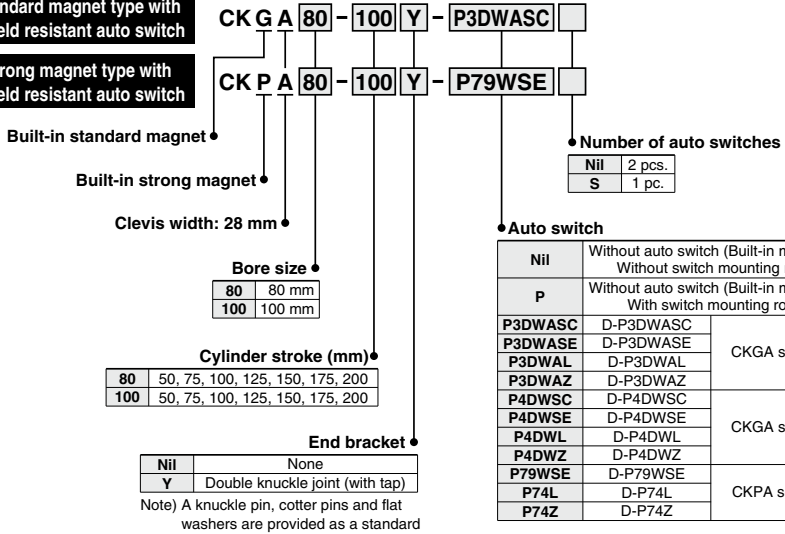 ndard magnet type with
eld resistant auto switch
CK G A 80 - 100 Y - P3DWASC
rong magnet type with
eld resistant auto switch
CK P A 80 - 100 Y - P79WSE
Built-in standard magnet
Built-in strong magnet
Clevis width: 28 mm
Bore size
80 80 mm
100 100 mm
Cylinder stroke (mm)
80 50, 75, 100, 125, 150, 175, 200
100 50, 75, 100, 125, 150, 175, 200
End bracket
Nil None
Y Double knuckle joint (with tap)
Note) A knuckle pin, cotter pins and flat
washers are provided as a standard
Number of auto switches
Nil 2 pcs.
S 1 pc.
Auto switch
Nil Without auto switch (Built-in m
Without switch mounting
P Without auto switch (Built-in m
With switch mounting ro
P3DWASC D-P3DWASC
P3DWASE D-P3DWASE
P3DWAL D-P3DWAL
P3DWAZ D-P3DWAZ
CKGA s
P4DWSC D-P4DWSC
P4DWSE D-P4DWSE
P4DWL D-P4DWL
P4DWZ D-P4DWZ
CKGA s
P79WSE D-P79WSE
P74L D-P74L
P74Z D-P74Z
CKPA s